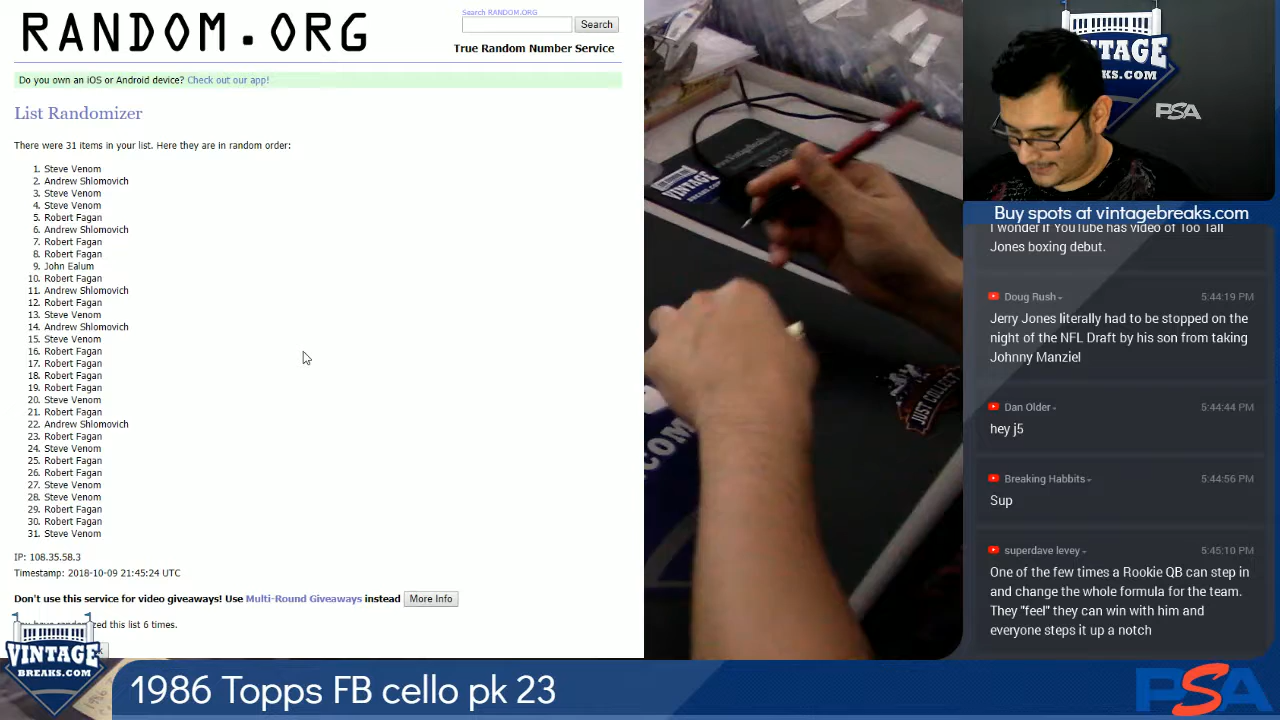 RANDOM.ORG
Search RANDOM.ORG
Search
True Random Number Service
Do you own an iOS or Android device? Check out our app!
List Randomizer
There were 31 items in your list. Here they are in random order:
1. Steve Venom
2. Andrew Shlomovich
3. Steve Venom
4. Steve Venom
5. Robert Fagan
6. Andrew Shlomovich
7. Robert Fagan
8. Robert Fagan
9. John Ealum
10. Robert Fagan
11. Andrew Shlomovich
12. Robert Fagan
13. Steve Venom
14. Andrew Shlomovich
15. Steve Venom
16. Robert Fagan
17. Robert Fagan
18. Robert Fagan
19. Robert Fagan
20. Steve Venom
21. Robert Fagan
22. Andrew Shlomovich
23. Robert Fagan
24. Steve Venom
25. Robert Fagan
26. Robert Fagan
27. Steve Venom
28. Steve Venom
29. Robert Fagan
30. Robert Fagan
31. Steve Venom
IP: 108.35.58.3
Timestamp: 2018-10-09 21:45:24 UTC
Don't use this service for video giveaways! Use Multi-Round Giveaways instead More Info
this list 6 times.
VINTAGE
BREAKS.COM
1986 Topps FB cello pk 23
VINTAGE
JUST COLLECT
VINTAGE
BREAKS.COM
PSA
Buy spots at vintagebreaks.com
I wonder if YouTube has video of Too Tall
Jones boxing debut.
Doug Rush 5:44:19 PM
Jerry Jones literally had to be stopped on the
night of the NFL Draft by his son from taking
Johnny Manziel
Dan Older 5:44:44 PM
hey j5
Breaking Habbits 5:44:56 PM
Sup
superdave levey 5:45:10 PM
One of the few times a Rookie QB can step in
and change the whole formula for the team.
They "feel" they can win with him and
everyone steps it up a notch
PSA